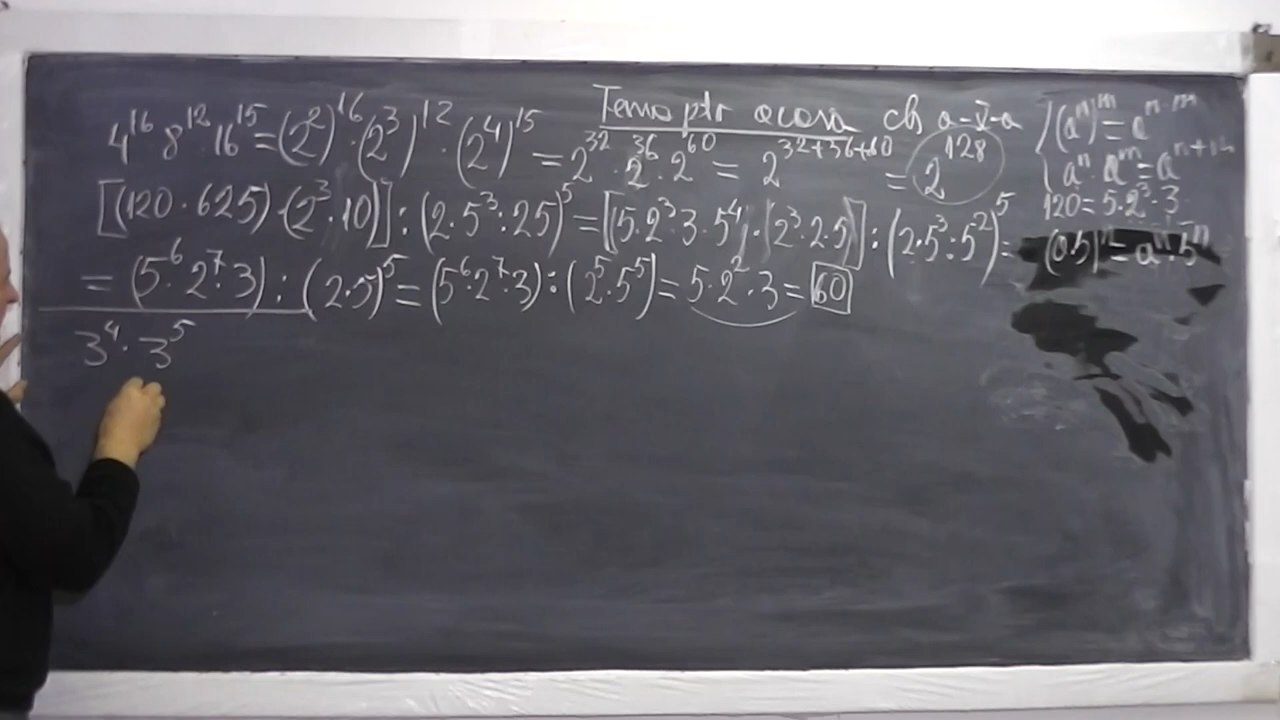 Tema ptr acasa cls a-V-a
4^16 8^12 · 16^15 = (2^2)^16 · (2^3)^12 · (2^4)^15 = 2^32 · 2^36 · 2^60 = 2^(32+36+60) = 2^128
[(120 · 625) · (2^3 · 10)] : (2 · 5^3 : 25)^5 = [(5 · 2^3 · 3 · 5^4) · (2^3 · 2 · 5)] : (2 · 5^3 : 5^2)^5 =
= (5^6 · 2^7 · 3) : (2 · 5)^5 = (5^6 · 2^7 · 3) : (2^5 · 5^5) = 5 · 2^2 · 3 = 60
3^4 · 3^5
(a^n)^m = a^(n·m)
a^n · a^m = a^(n+m)
120 = 5 · 2^3 · 3